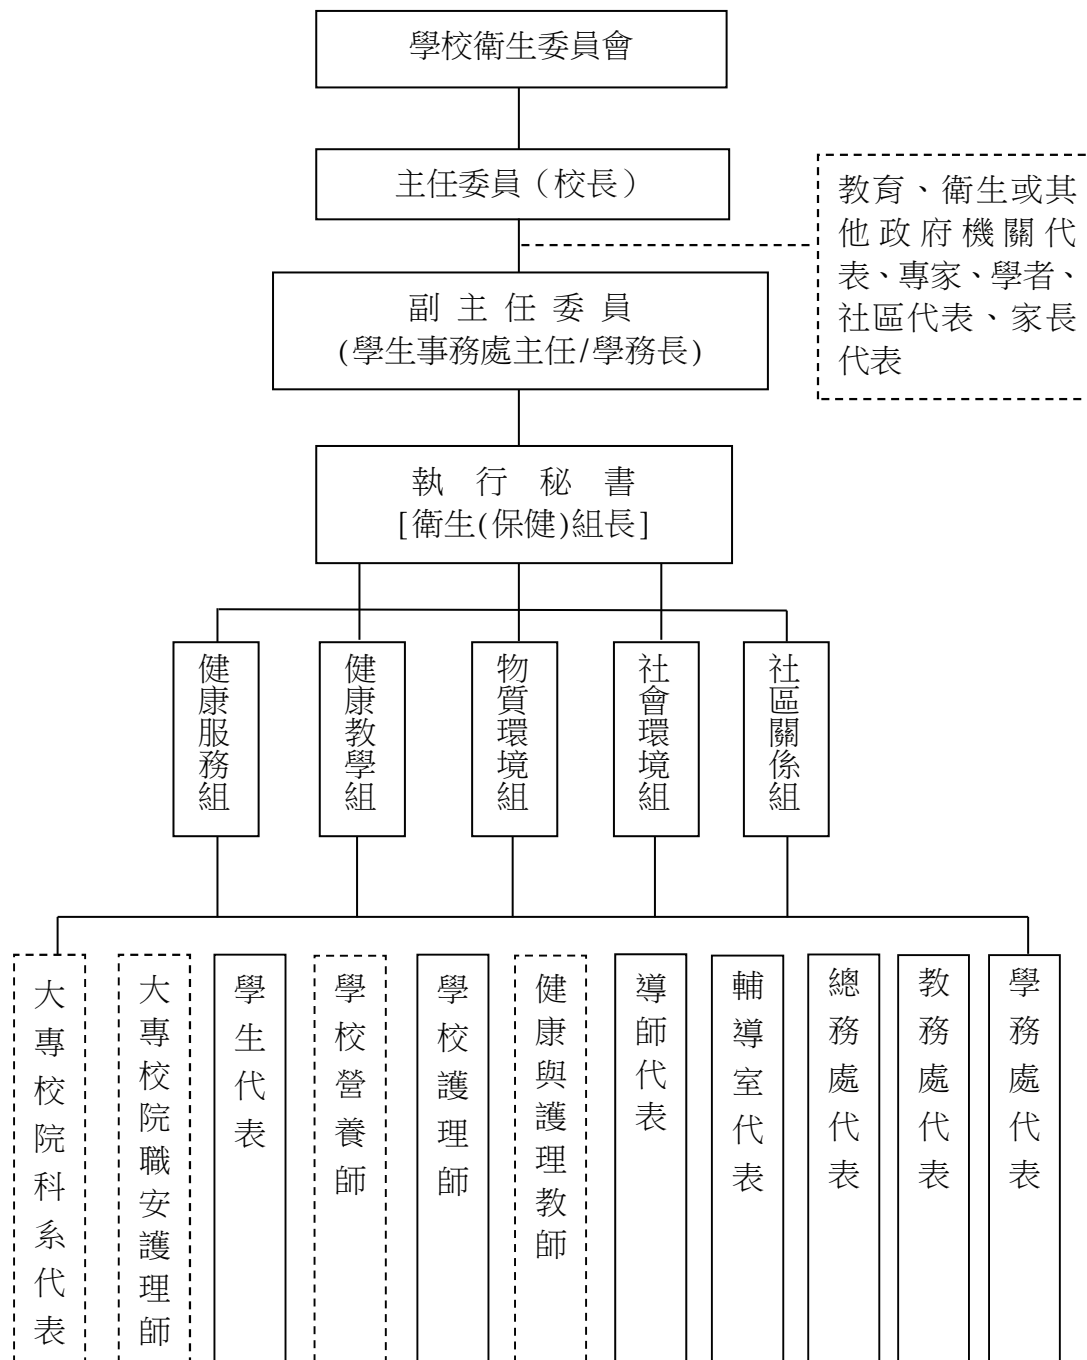 學校衛生委員會
主任委員（校長）
教育、衛生或其
他政府機關代
表、專家、學者、
社區代表、家長
代表
副主任委員
(學生事務處主任/學務長)
執行秘書
[衛生(保健)組長]
健康服務組
健康教學組
物質環境組
社會環境組
社區關係組
大專校院科系代表
大專校院職安護理師
學生代表
學校營養師
學校護理師
健康與護理教師
導師代表
輔導室代表
總務處代表
教務處代表
學務處代表